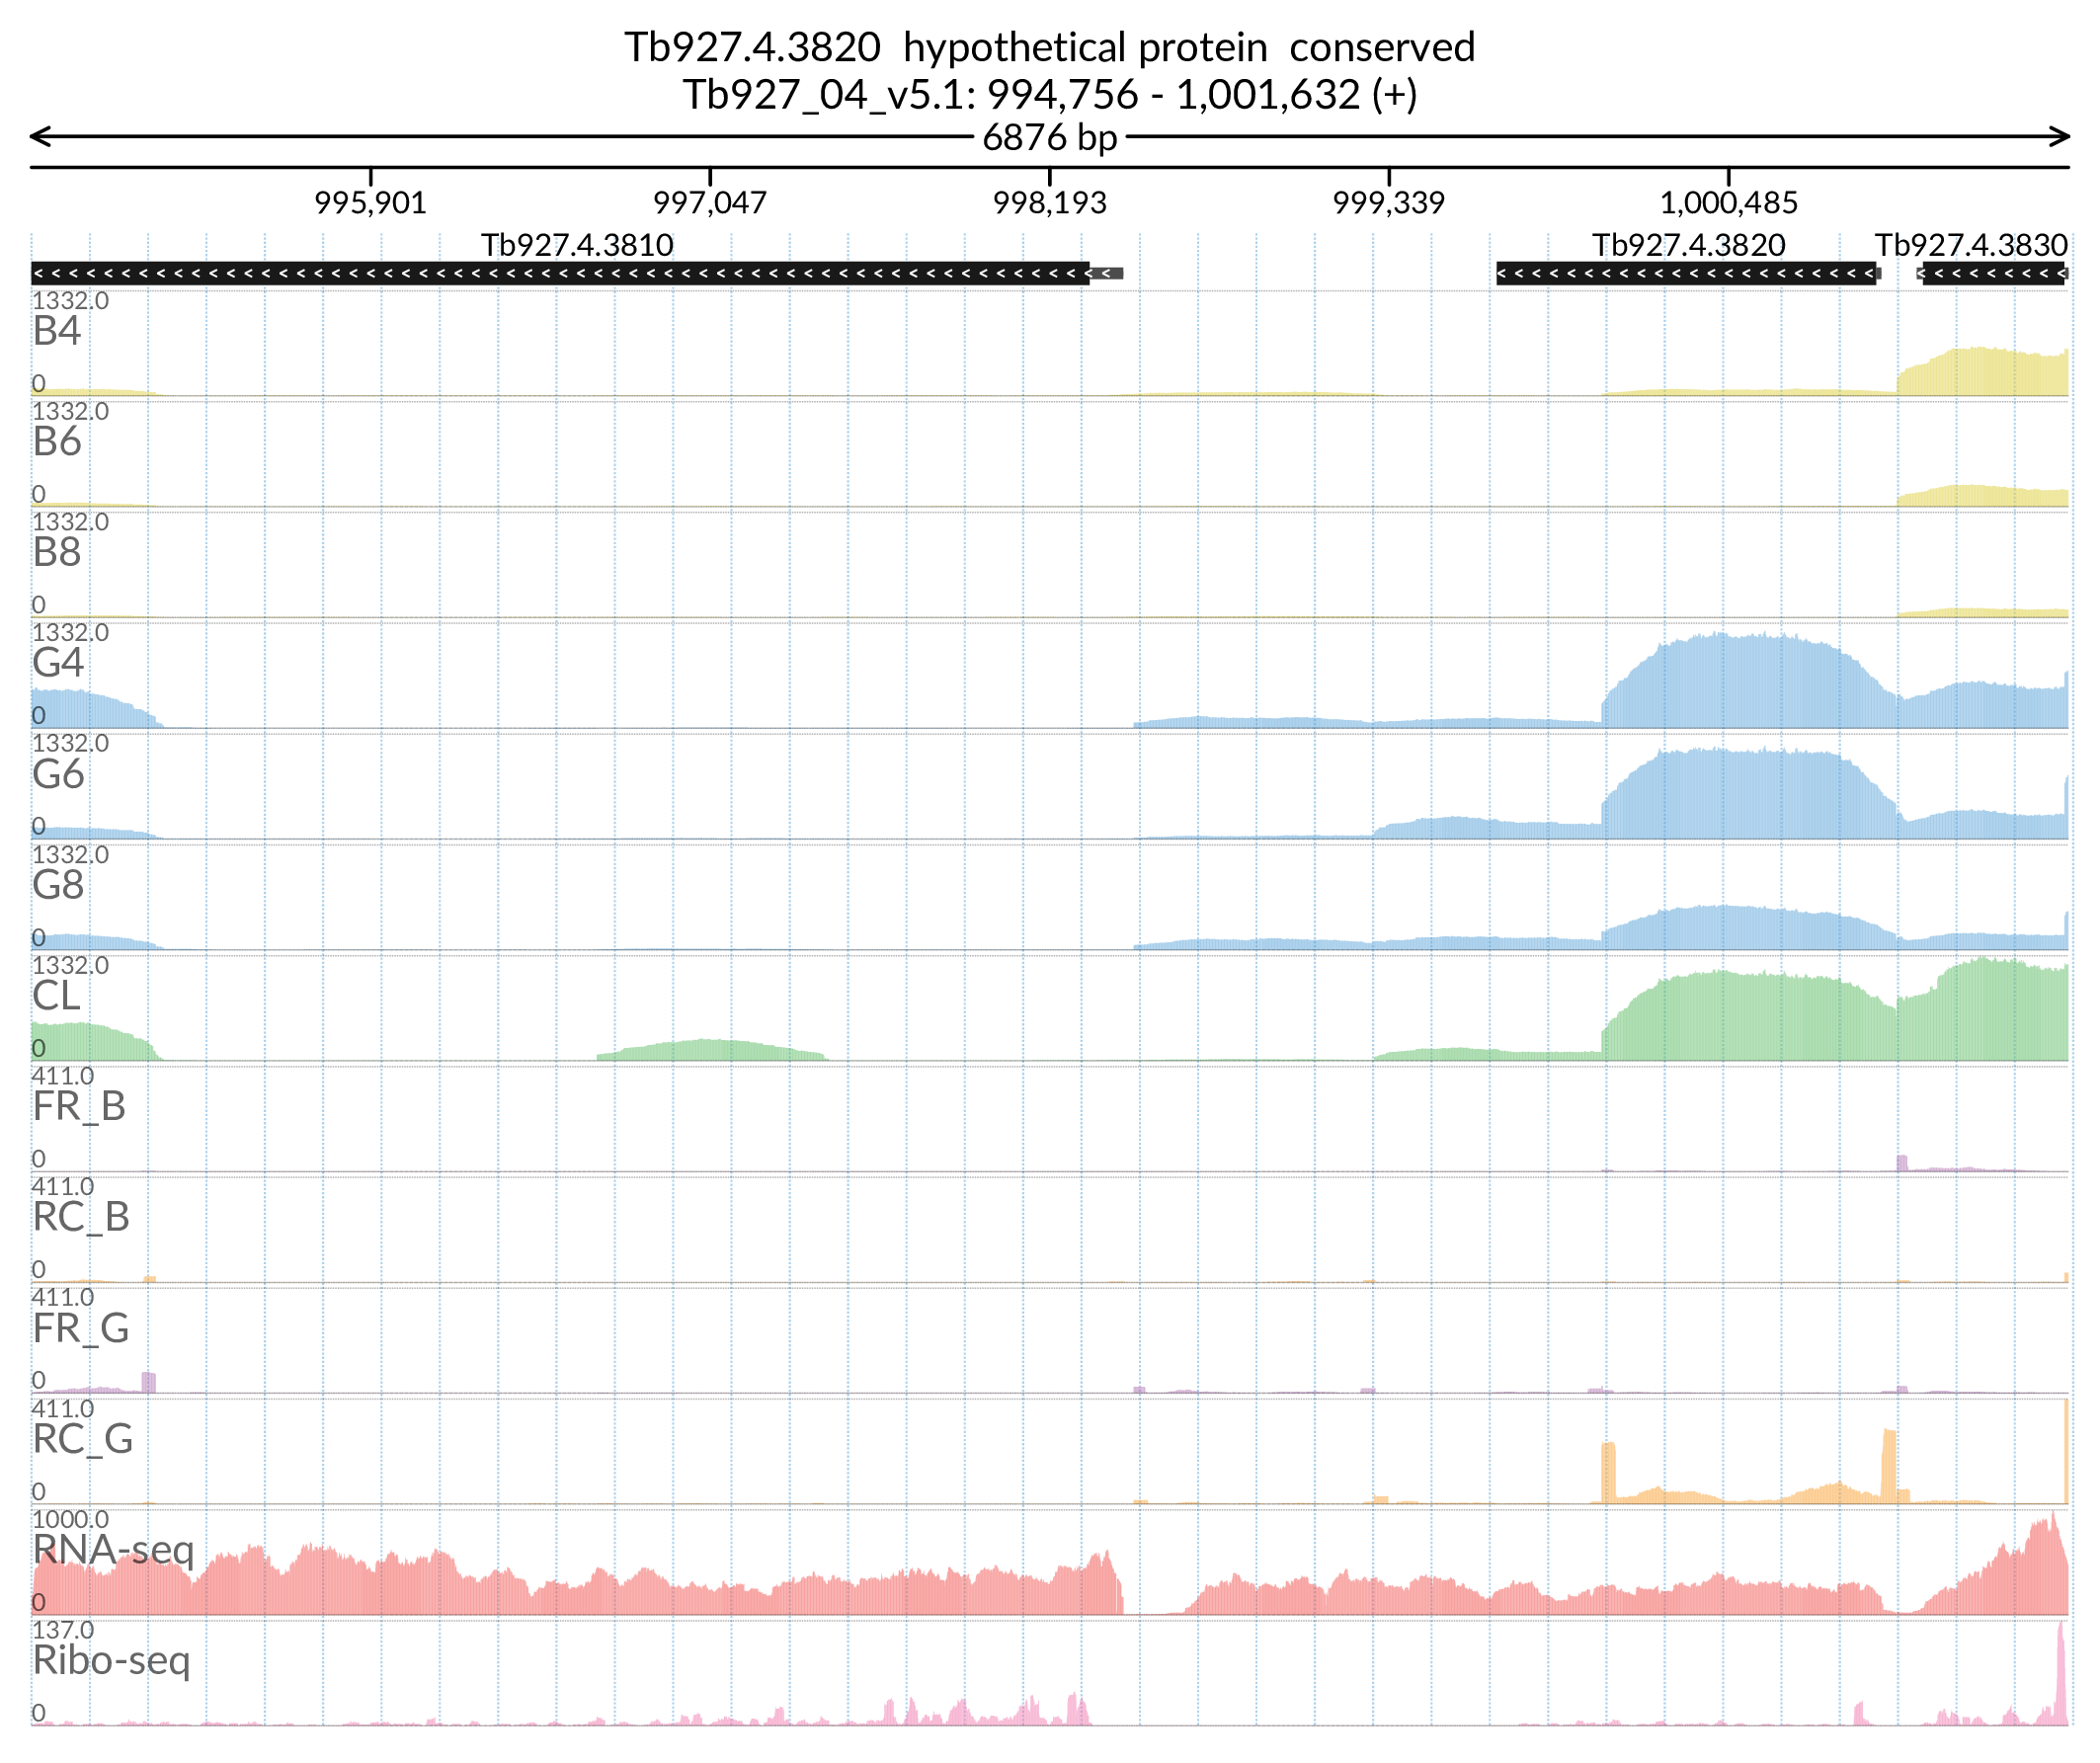 Tb927.4.3820 hypothetical protein conserved
Tb927_04_v5.1: 994,756 - 1,001,632 (+)
6876 bp
995,901 997,047 998,193 999,339 1,000,485
Tb927.4.3810 Tb927.4.3820 Tb927.4.3830
1332.0
B4
0
1332.0
B6
0
1332.0
B8
0
1332.0
G4
0
1332.0
G6
0
1332.0
G8
0
1332.0
CL
0
411.0
FR_B
0
411.0
RC_B
0
411.0
FR_G
0
411.0
RC_G
0
1000.0
RNA-seq
0
137.0
Ribo-seq
0